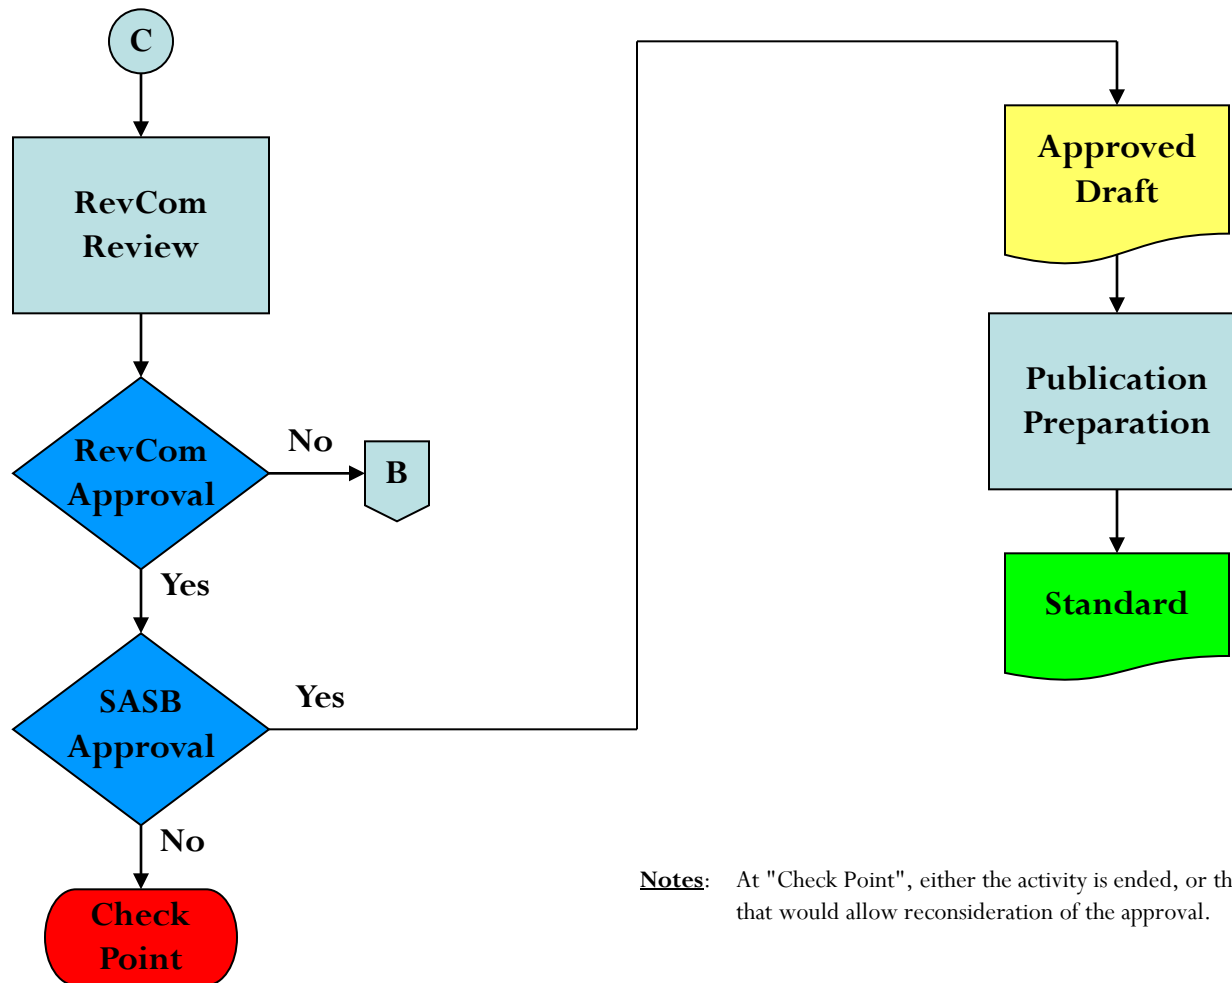 C
RevCom
Review
RevCom
Approval
No
B
Yes
SASB
Approval
Yes
No
Check
Point
Approved
Draft
Publication
Preparation
Standard
Notes: At "Check Point", either the activity is ended, or
that would allow reconsideration of the approval.